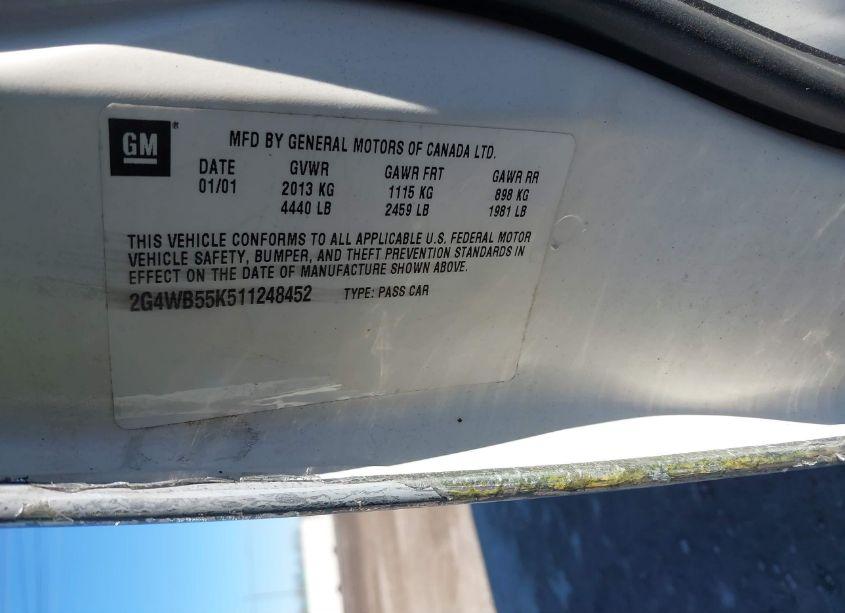 GM ®
MFD BY GENERAL MOTORS OF CANADA LTD.
DATE GVWR GAWR FRT GAWR RR
01/01 2013 KG 1115 KG 898 KG
4440 LB 2459 LB 1981 LB
THIS VEHICLE CONFORMS TO ALL APPLICABLE U.S. FEDERAL MOTOR
VEHICLE SAFETY, BUMPER, AND THEFT PREVENTION STANDARDS IN
EFFECT ON THE DATE OF MANUFACTURE SHOWN ABOVE.
2G4WB55K511248452 TYPE: PASS CAR